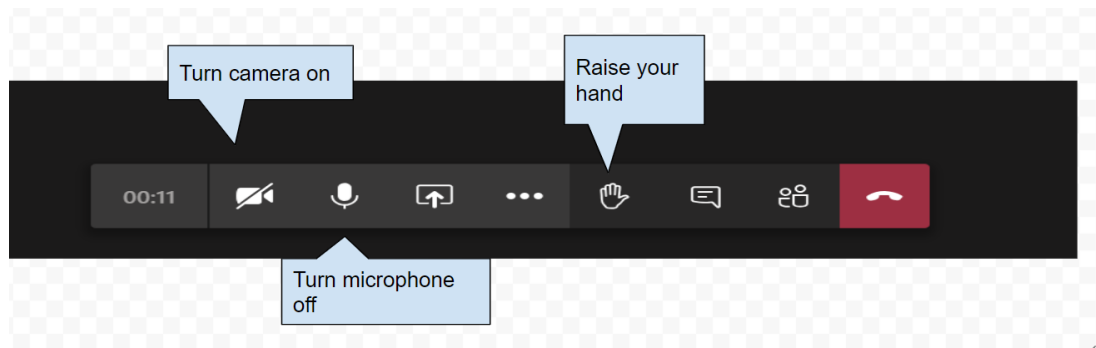 Turn camera on
Raise your
hand
00:11
Turn microphone
off